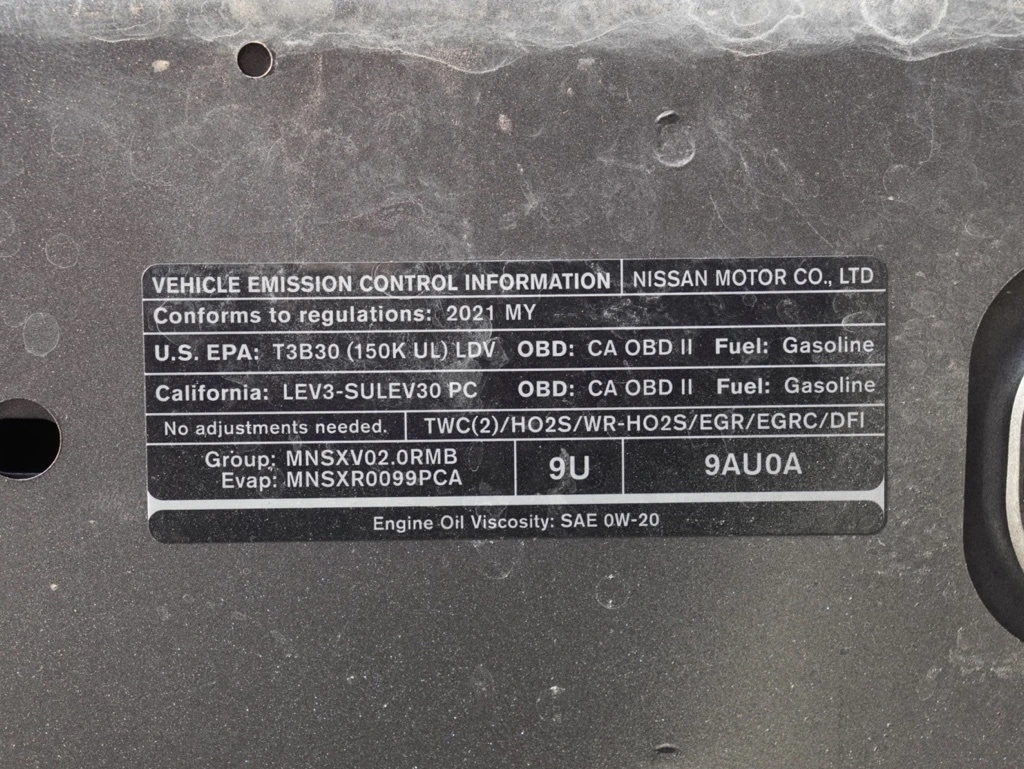 VEHICLE EMISSION CONTROL INFORMATION NISSAN MOTOR CO., LTD
Conforms to regulations: 2021 MY
U.S. EPA: T3B30 (150K UL) LDV OBD: CA OBD II Fuel: Gasoline
California: LEV3-SULEV30 PC OBD: CA OBD II Fuel: Gasoline
No adjustments needed. TWC(2)/HO2S/WR-HO2S/EGR/EGRC/DFI
Group: MNSXV02.0RMB
Evap: MNSXR0099PCA
9U 9AU0A
Engine Oil Viscosity: SAE 0W-20